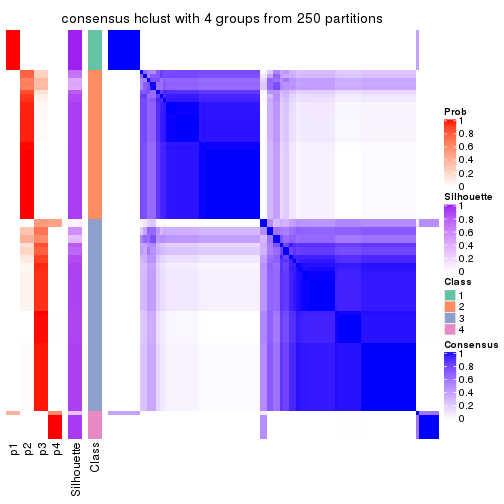 consensus hclust with 4 groups from 250 partitions
Prob
1
0.8
0.6
0.4
0.2
0
Silhouette
1
0.8
0.6
0.4
0.2
0
Class
1
2
3
4
Consensus
1
0.8
0.6
0.4
0.2
0
p1
p2
p3
p4
Silhouette
Class